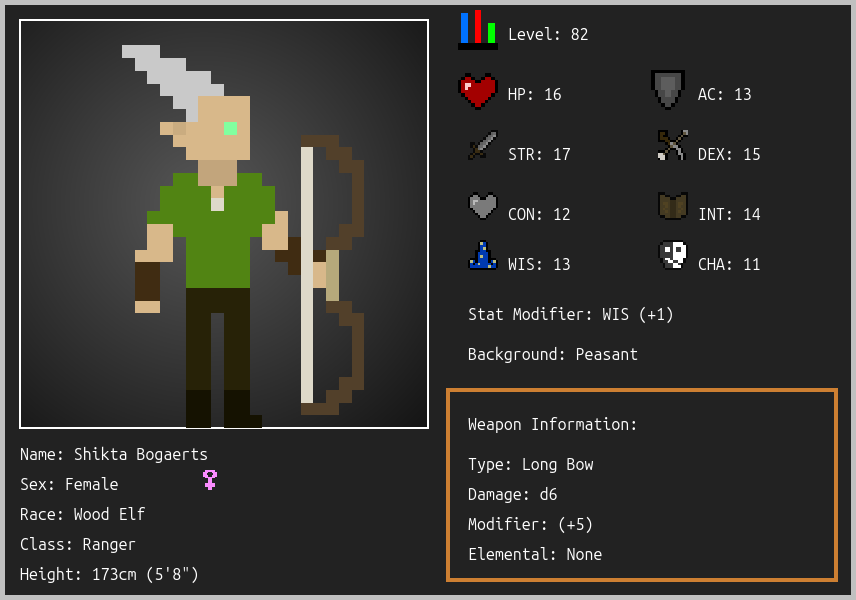 Level: 82
HP: 16
AC: 13
STR: 17
DEX: 15
CON: 12
INT: 14
WIS: 13
CHA: 11
Stat Modifier: WIS (+1)
Background: Peasant
Weapon Information:
Type: Long Bow
Damage: d6
Modifier: (+5)
Elemental: None
Name: Shikta Bogaerts
Sex: Female
Race: Wood Elf
Class: Ranger
Height: 173cm (5'8")